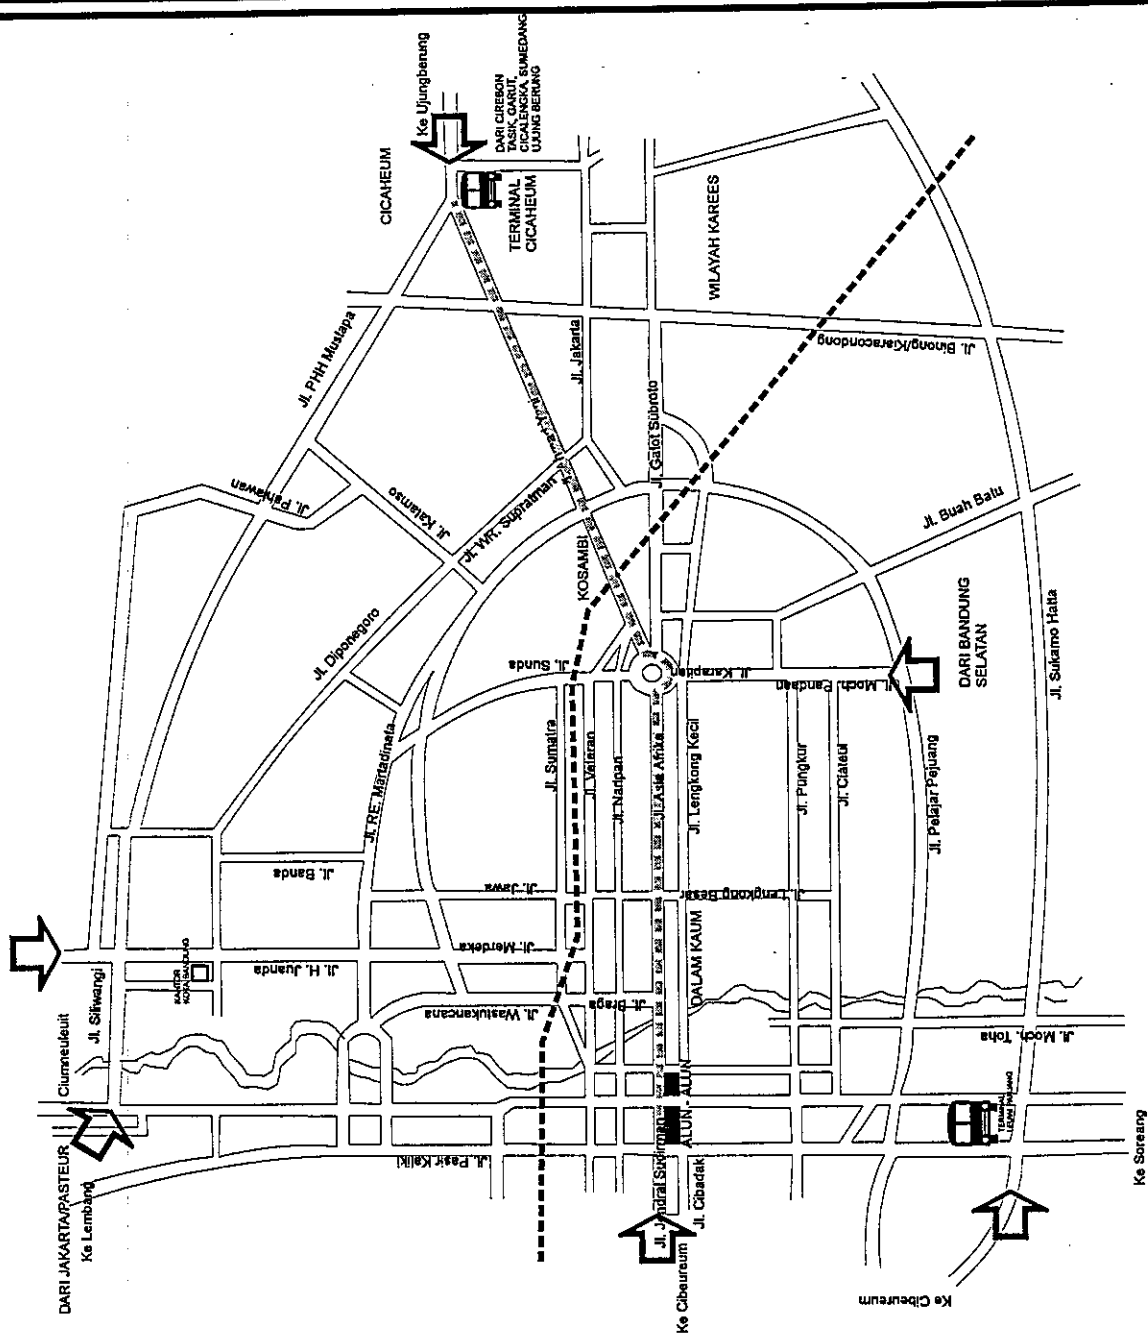 Ke Ujungberung
DARI CIREBON
TASIK, GARUT,
CICALENGKA, SUMEDANG
UJUNG BERUNG
CICAHEUM
TERMINAL
CICAHEUM
WILAYAH KAREES
Jl. PHH Mustapa
Jl. Jakarta
Jl. Binong/Kiaracondong
Jl. Gatot Subroto
Jl. Pahlawan
Jl. Katamso
Jl. WR. Supratman
KOSAMBI
Jl. Buah Batu
Jl. Diponegoro
Jl. Sunda
Jl. Karapitan
Jl. Moch. Ramdaan
DARI BANDUNG
SELATAN
Jl. Sukarno Hatta
Jl. RE. Martadinata
Jl. Sumatra
Jl. Veteran
Jl. Naripan
Jl. Asia Afrika
Jl. Lengkong Kecil
Jl. Pungkur
Jl. Ciateul
Jl. Pelajar Pejuang
Jl. Banda
Jl. Jawa
Jl. Lengkong Besar
Jl. Merdeka
DALAM KAUM
KANTOR
KOTA BANDUNG
Jl. H. Juanda
Jl. Siliwangi
Jl. Wastukancana
Jl. Braga
Jl. Moch. Toha
Ciumneuleuit
ALUN - ALUN
TERMINAL
Jl. Pasir Kaliki
Jl. Jendral Sudirman
Jl. Cibadak
DARI JAKARTA/PASTEUR
Ke Lembang
Ke Soreang
Ke Cibeureum
Ke Cibeureum